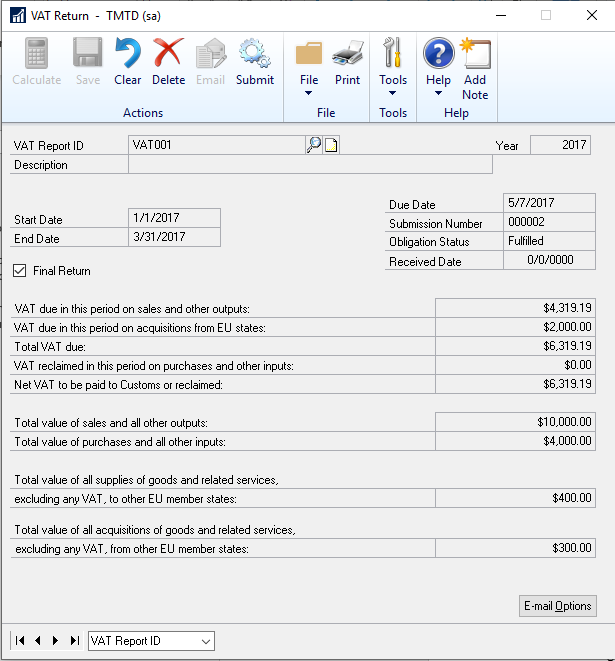 VAT Return - TMTD (sa)
Calculate Save Clear Delete Email Submit File Print Tools Help Add Note
Actions File Tools Help
VAT Report ID VAT001 Year 2017
Description
Due Date 5/7/2017
Start Date 1/1/2017 Submission Number 000002
End Date 3/31/2017 Obligation Status Fulfilled
Received Date 0/0/0000
Final Return
VAT due in this period on sales and other outputs: $4,319.19
VAT due in this period on acquisitions from EU states: $2,000.00
Total VAT due: $6,319.19
VAT reclaimed in this period on purchases and other inputs: $0.00
Net VAT to be paid to Customs or reclaimed: $6,319.19
Total value of sales and all other outputs: $10,000.00
Total value of purchases and all other inputs: $4,000.00
Total value of all supplies of goods and related services,
excluding any VAT, to other EU member states: $400.00
Total value of all acquisitions of goods and related services,
excluding any VAT, from other EU member states: $300.00
E-mail Options
VAT Report ID